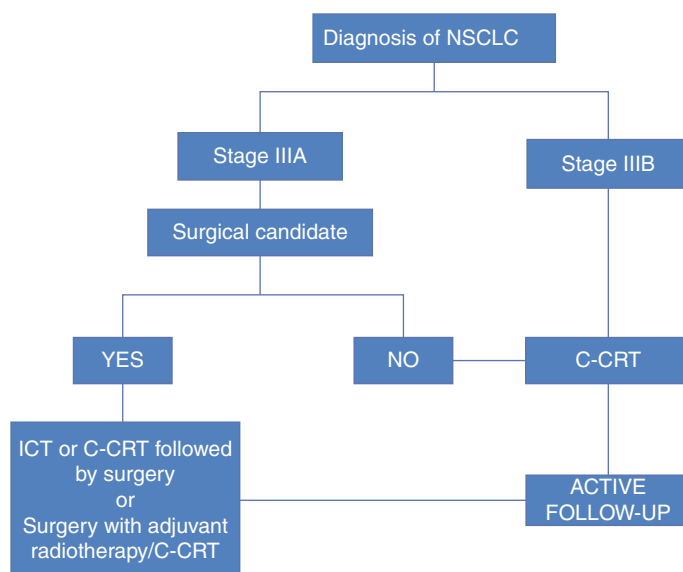 Diagnosis of NSCLC
Stage IIIA
Stage IIIB
Surgical candidate
YES
NO
C-CRT
ICT or C-CRT followed
by surgery
or
Surgery with adjuvant
radiotherapy/C-CRT
ACTIVE
FOLLOW-UP